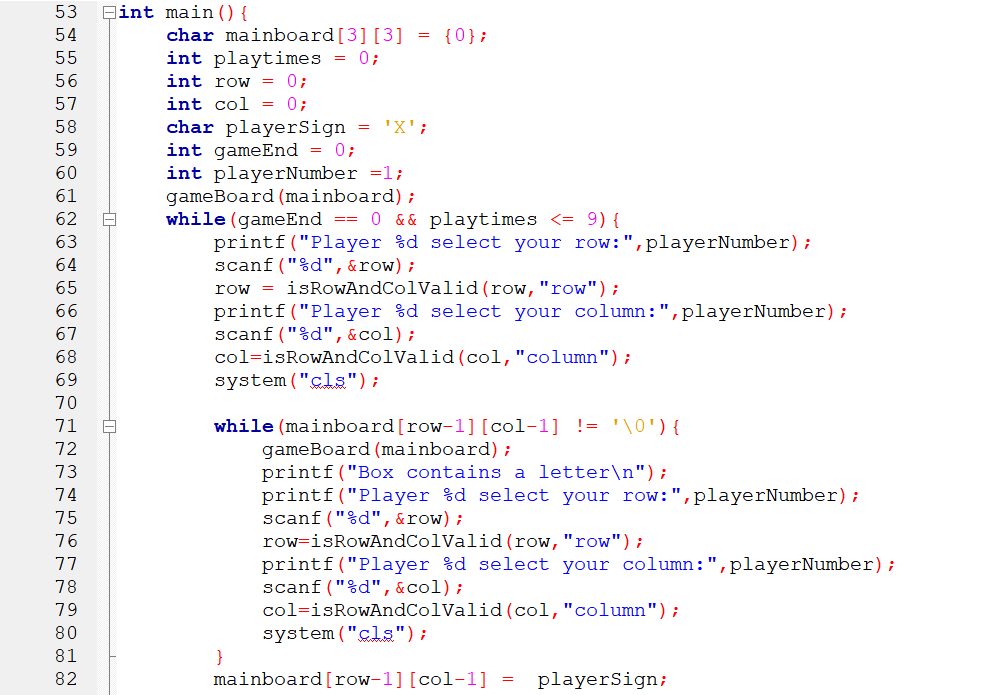 53 int main(){
54 char mainboard[3][3] = {0};
55 int playtimes = 0;
56 int row = 0;
57 int col = 0;
58 char playerSign = 'X';
59 int gameEnd = 0;
60 int playerNumber =1;
61 gameBoard(mainboard);
62 while(gameEnd == 0 && playtimes <= 9){
63 printf("Player %d select your row:",playerNumber);
64 scanf("%d",&row);
65 row = isRowAndColValid(row,"row");
66 printf("Player %d select your column:",playerNumber);
67 scanf("%d",&col);
68 col=isRowAndColValid(col,"column");
69 system("cls");
70
71 while(mainboard[row-1][col-1] != '\0'){
72 gameBoard(mainboard);
73 printf("Box contains a letter\n");
74 printf("Player %d select your row:",playerNumber);
75 scanf("%d",&row);
76 row=isRowAndColValid(row,"row");
77 printf("Player %d select your column:",playerNumber);
78 scanf("%d",&col);
79 col=isRowAndColValid(col,"column");
80 system("cls");
81 }
82 mainboard[row-1][col-1] =  playerSign;